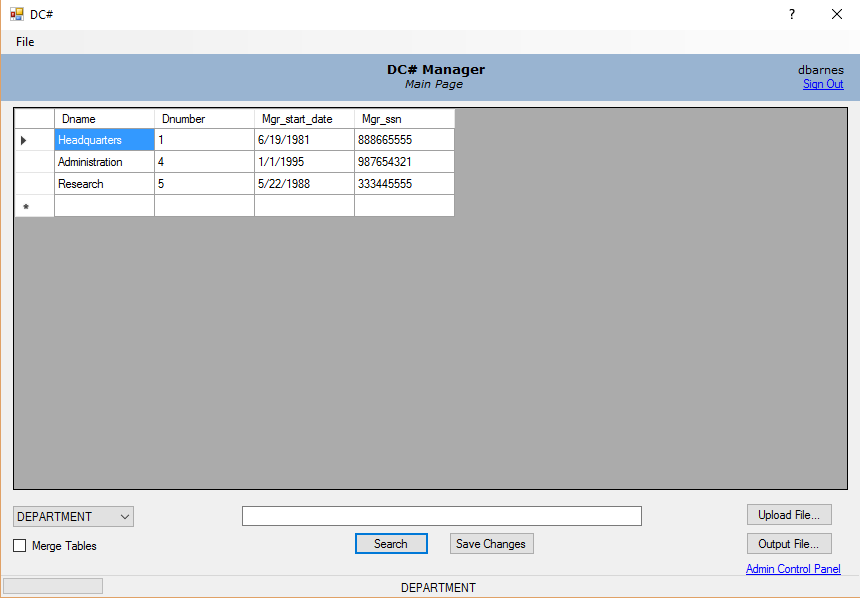 DC#
?
File
DC# Manager
Main Page
dbarnes
Sign Out
Dname Dnumber Mgr_start_date Mgr_ssn
Headquarters 1 6/19/1981 888665555
Administration 4 1/1/1995 987654321
Research 5 5/22/1988 333445555
*
DEPARTMENT
Upload File...
Merge Tables
Search
Save Changes
Output File...
Admin Control Panel
DEPARTMENT